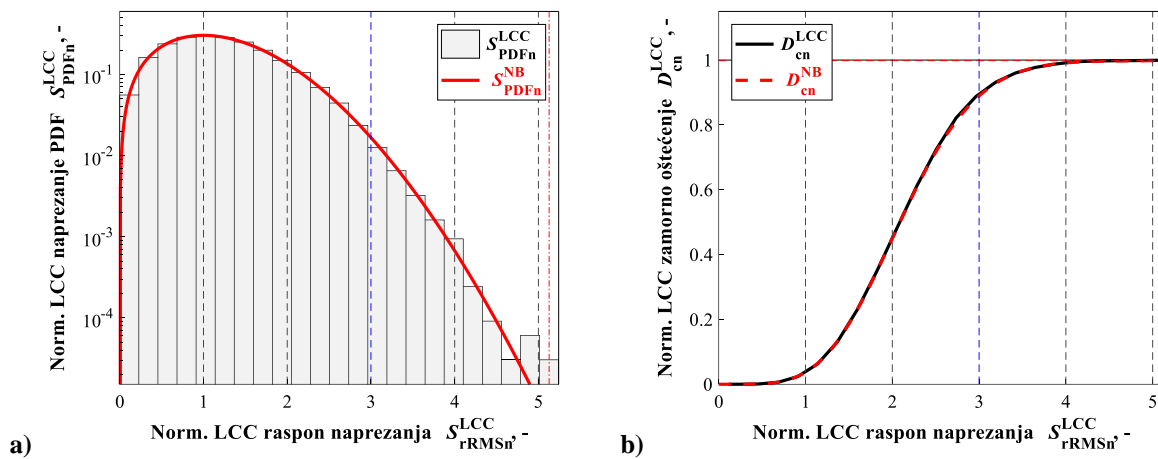 Norm. LCC naprezanje PDF S^LCC_PDFn, -
10^-1
10^-2
10^-3
10^-4
S^LCC_PDFn
S^NB_PDFn
0 1 2 3 4 5
Norm. LCC raspon naprezanja S^LCC_rRMSn, -
a)
Norm. LCC zamorno oštećenje D^LCC_cn, -
1
0.8
0.6
0.4
0.2
0
D^LCC_cn
D^NB_cn
0 1 2 3 4 5
Norm. LCC raspon naprezanja S^LCC_rRMSn, -
b)